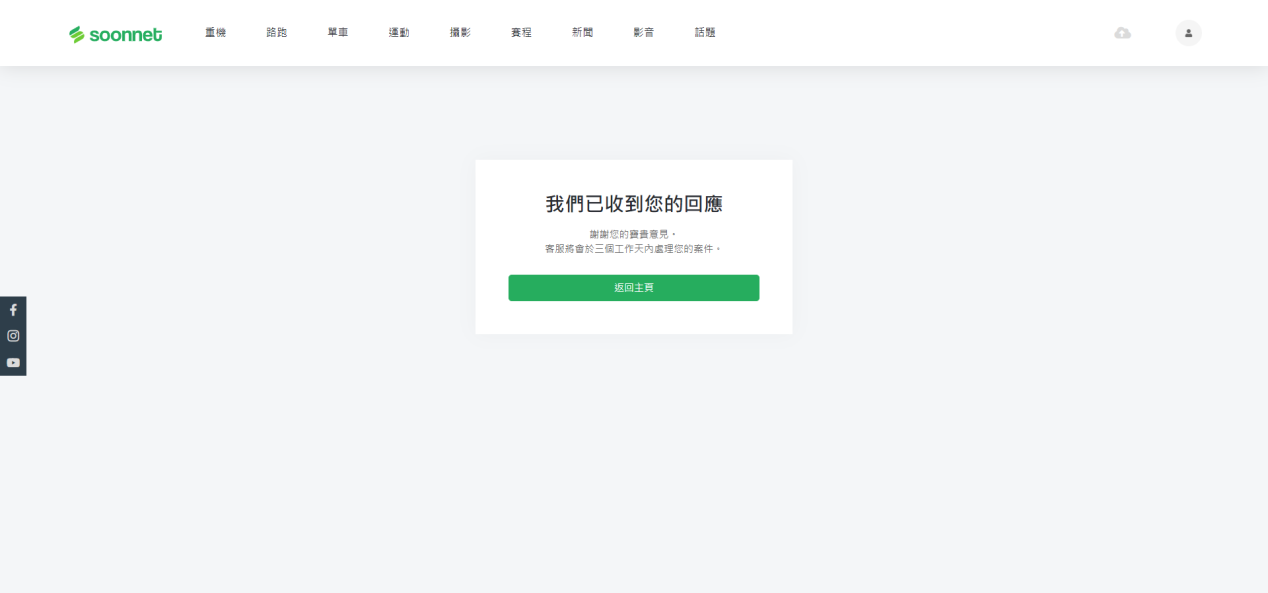 soonnet
重機
路跑
單車
運動
攝影
賽程
新聞
影音
話題
我們已收到您的回應
謝謝您的寶貴意見。
客服將會於三個工作天內處理您的案件。
返回主頁